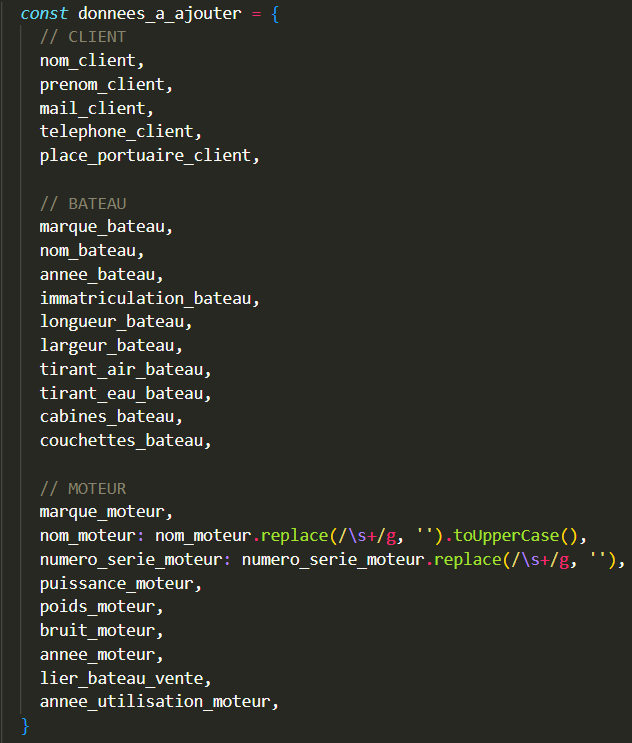 const donnees_a_ajouter = {
// CLIENT
nom_client,
prenom_client,
mail_client,
telephone_client,
place_portuaire_client,
// BATEAU
marque_bateau,
nom_bateau,
annee_bateau,
immatriculation_bateau,
longueur_bateau,
largeur_bateau,
tirant_air_bateau,
tirant_eau_bateau,
cabines_bateau,
couchettes_bateau,
// MOTEUR
marque_moteur,
nom_moteur: nom_moteur.replace(/\s+/g, '').toUpperCase(),
numero_serie_moteur: numero_serie_moteur.replace(/\s+/g, ''),
puissance_moteur,
poids_moteur,
bruit_moteur,
annee_moteur,
lier_bateau_vente,
annee_utilisation_moteur,
}